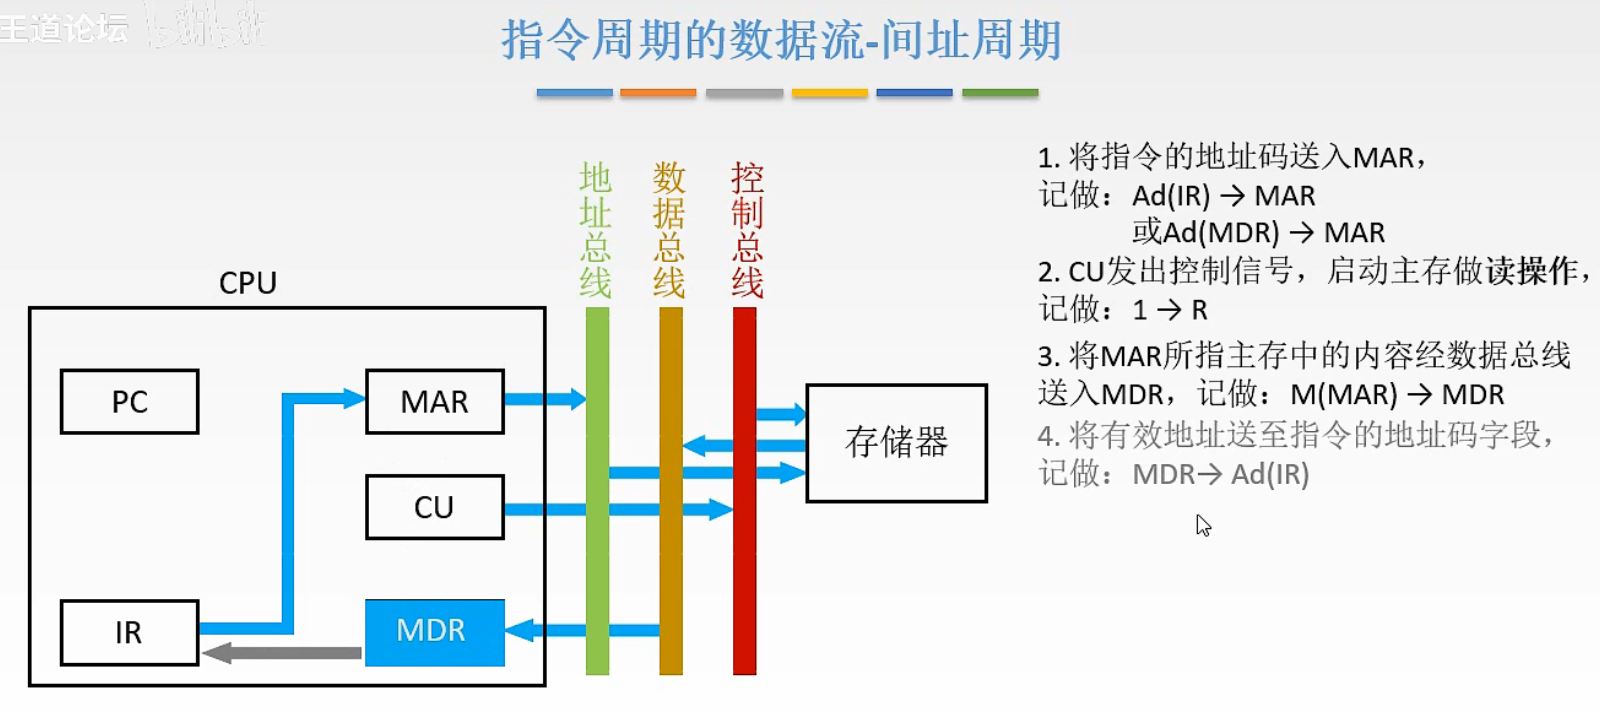 王道论坛 bilibili
指令周期的数据流-间址周期
1. 将指令的地址码送入MAR，
记做：Ad(IR) → MAR
或Ad(MDR) → MAR
2. CU发出控制信号，启动主存做读操作，
记做：1 → R
3. 将MAR所指主存中的内容经数据总线
送入MDR，记做：M(MAR) → MDR
4. 将有效地址送至指令的地址码字段，
记做：MDR→ Ad(IR)
地址总线
数据总线
控制总线
CPU
PC
MAR
存储器
CU
IR
MDR